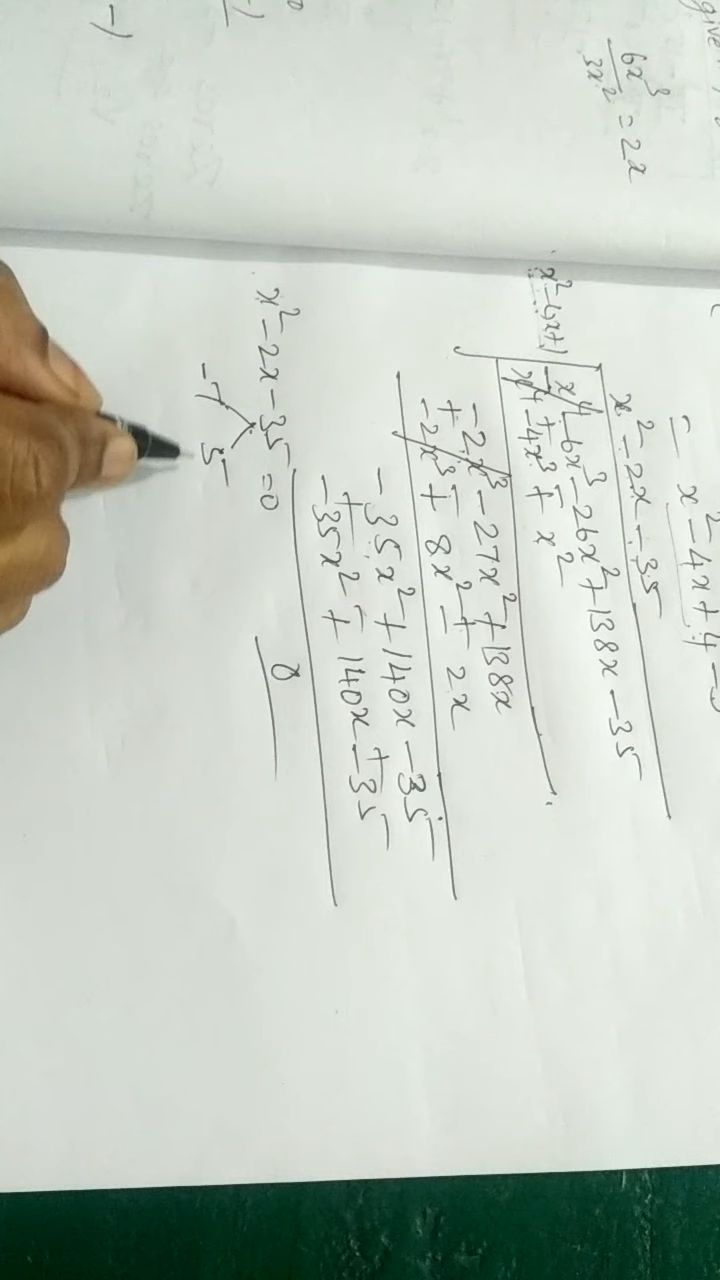 6x³
3x²
= 2x
= x² - 4x + 4 -
x² - 2x - 35
x² - 4x + 1
x⁴ - 6x³ - 26x² + 138x - 35
x⁴ - 4x³ + x²
- + -
-2x³ - 27x² + 138x
-2x³ + 8x² - 2x
+ - +
-35x² + 140x - 35
-35x² + 140x - 35
+ - +
0
x² - 2x - 35 = 0
-7 5
-1
-1